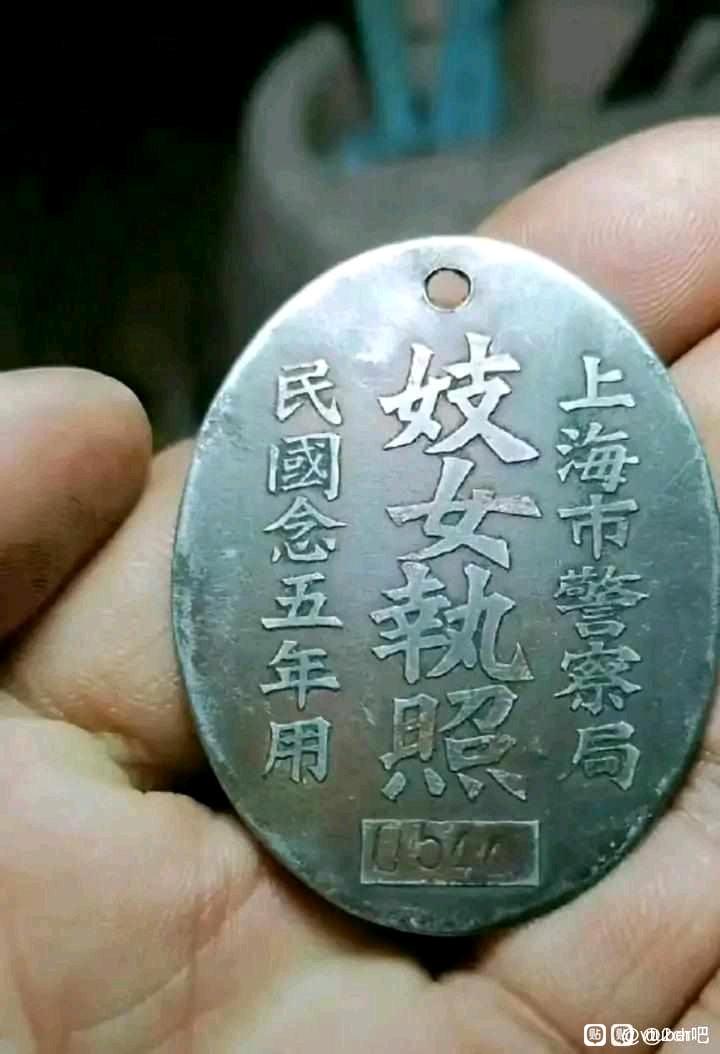 上海市警察局
妓女執照
民國念五年用